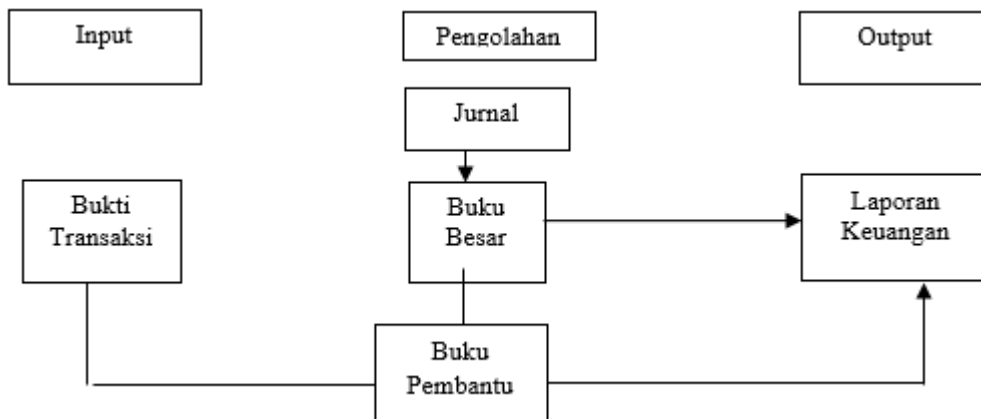 Input
Pengolahan
Output
Jurnal
Bukti
Transaksi
Buku
Besar
Laporan
Keuangan
Buku
Pembantu